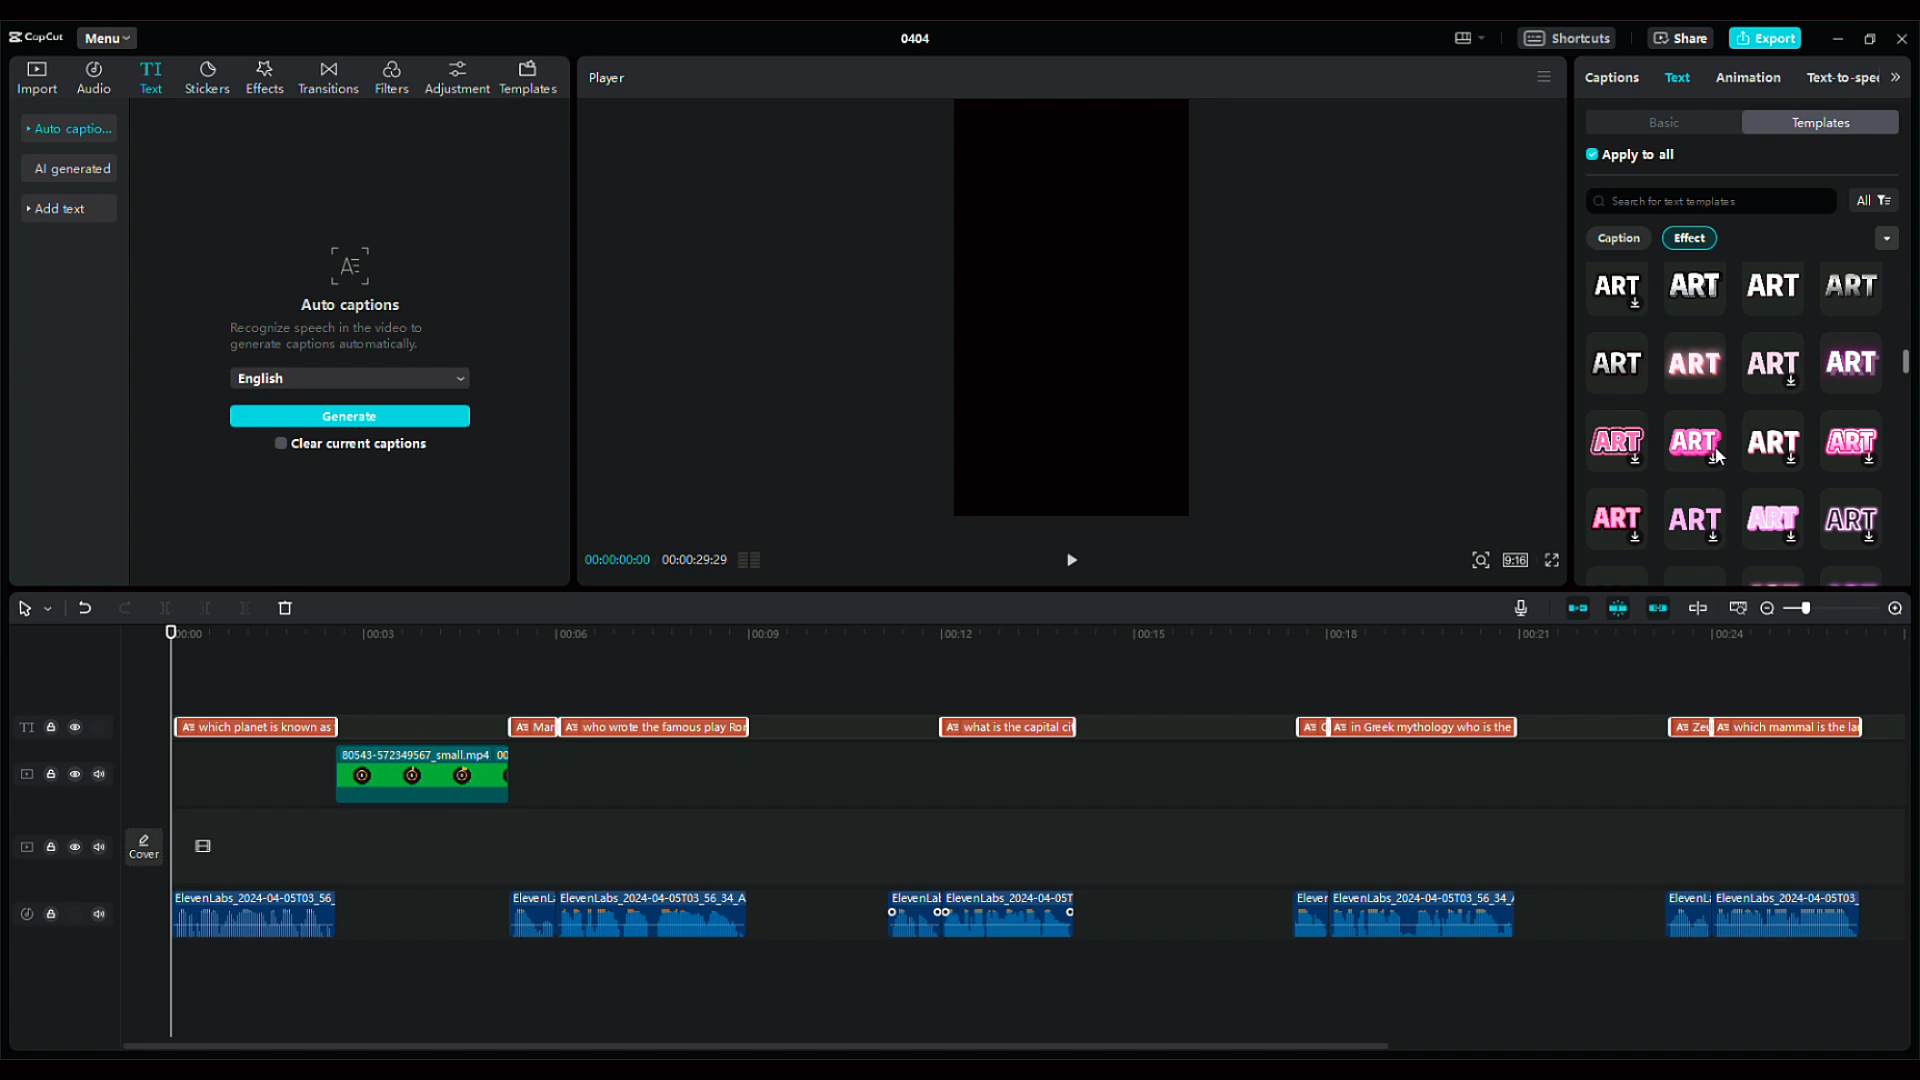 CapCut
Menu
0404
Shortcuts
Share
Export
Import
Audio
TI
Text
Stickers
Effects
Transitions
Filters
Adjustment
Templates
Player
Captions
Text
Animation
Text-to-spee
Auto captio...
AI generated
Add text
Basic
Templates
Apply to all
Search for text templates
All
Caption
Effect
ART ART ART ART
ART ART ART ART
ART ART ART ART
ART ART ART ART
A
Auto captions
Recognize speech in the video to
generate captions automatically.
English
Generate
Clear current captions
00:00:00:00
00:00:29:29
9:16
00:00
00:03
00:06
00:09
00:12
00:15
00:18
00:21
00:24
TI
A which planet is known as
A Mar
A who wrote the famous play Ro
A what is the capital ci
A
A in Greek mythology who is the
A Ze
A which mammal is the la
80543-572349567_small.mp4 00
Cover
ElevenLabs_2024-04-05T03_56_
ElevenL
ElevenLabs_2024-04-05T03_56_34_A
ElevenLab
ElevenLabs_2024-04-05T
Elever
ElevenLabs_2024-04-05T03_56_34_
ElevenL
ElevenLabs_2024-04-05T03_